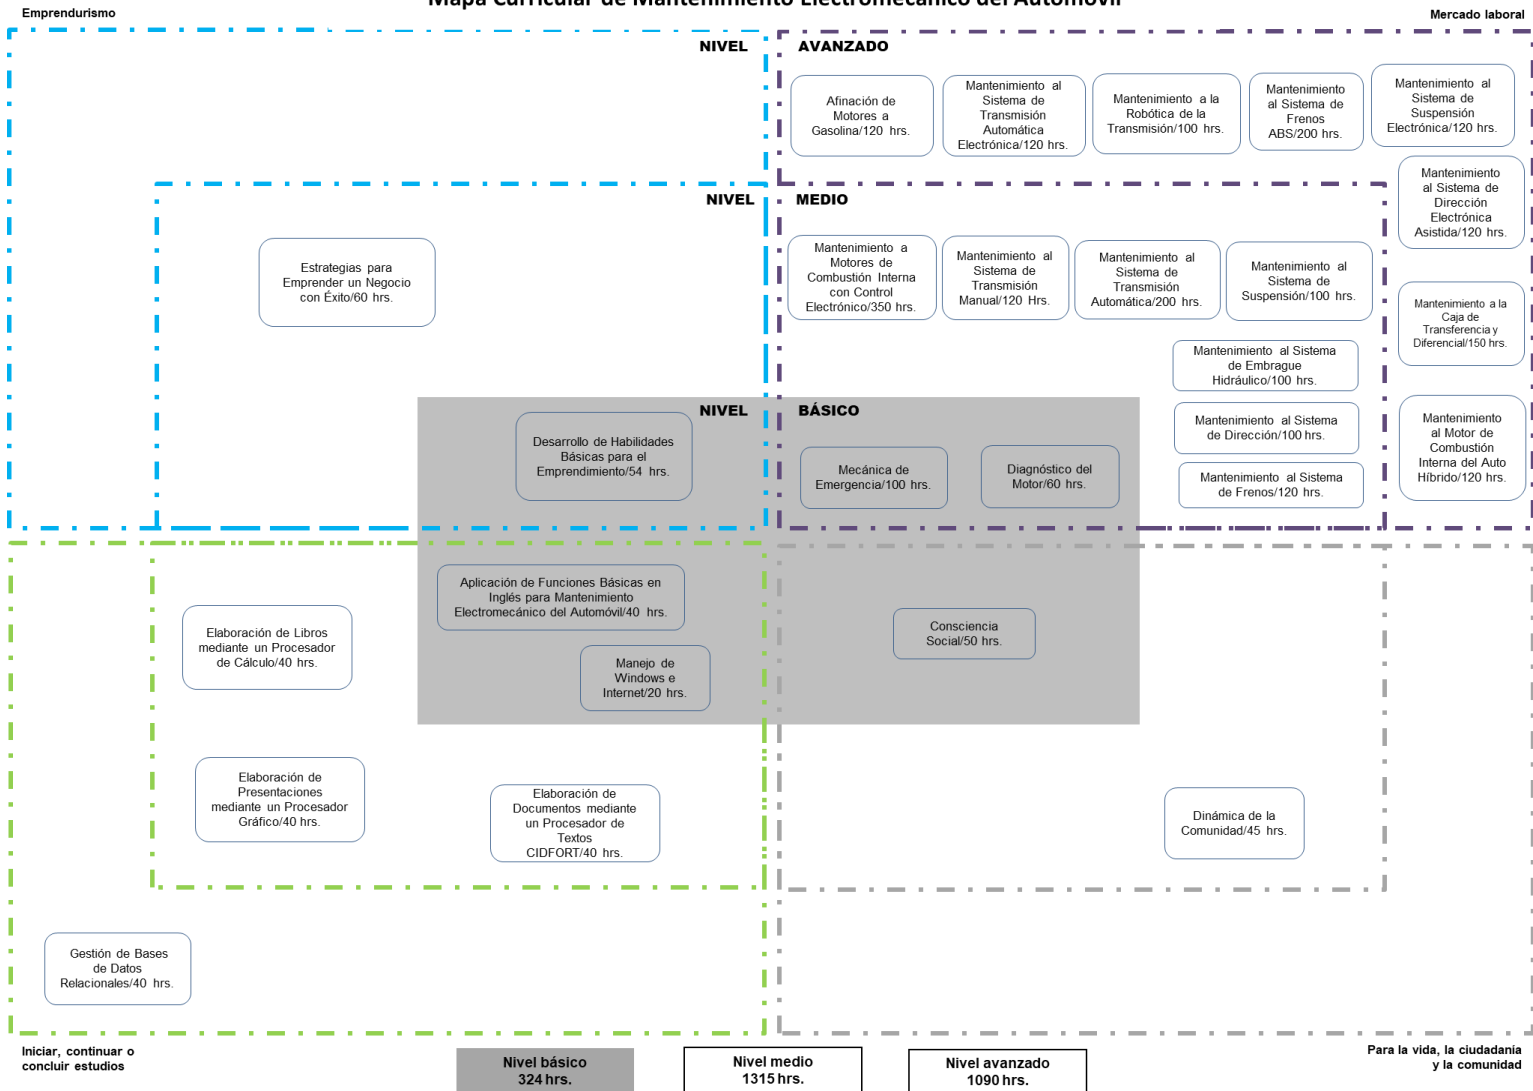 Mapa Curricular de Mantenimiento Electromecánico del Automóvil
Emprendurismo
Mercado laboral
NIVEL
AVANZADO
Afinación de
Motores a
Gasolina/120 hrs.
Mantenimiento al
Sistema de
Transmisión
Automática
Electrónica/120 hrs.
Mantenimiento a la
Robótica de la
Transmisión/100 hrs.
Mantenimiento
al Sistema de
Frenos
ABS/200 hrs.
Mantenimiento al
Sistema de
Suspensión
Electrónica/120 hrs.
Mantenimiento
al Sistema de
Dirección
Electrónica
Asistida/120 hrs.
Mantenimiento a la
Caja de
Transferencia y
Diferencial/150 hrs.
Mantenimiento
al Motor de
Combustión
Interna del Auto
Híbrido/120 hrs.
NIVEL
MEDIO
Estrategias para
Emprender un Negocio
con Éxito/60 hrs.
Mantenimiento a
Motores de
Combustión Interna
con Control
Electrónico/350 hrs.
Mantenimiento al
Sistema de
Transmisión
Manual/120 Hrs.
Mantenimiento al
Sistema de
Transmisión
Automática/200 hrs.
Mantenimiento al
Sistema de
Suspensión/100 hrs.
Mantenimiento al Sistema
de Embrague
Hidráulico/100 hrs.
Mantenimiento al Sistema
de Dirección/100 hrs.
Mantenimiento al Sistema
de Frenos/120 hrs.
NIVEL
BÁSICO
Desarrollo de Habilidades
Básicas para el
Emprendimiento/54 hrs.
Mecánica de
Emergencia/100 hrs.
Diagnóstico del
Motor/60 hrs.
Aplicación de Funciones Básicas en
Inglés para Mantenimiento
Electromecánico del Automóvil/40 hrs.
Manejo de
Windows e
Internet/20 hrs.
Consciencia
Social/50 hrs.
Elaboración de Libros
mediante un Procesador
de Cálculo/40 hrs.
Elaboración de
Presentaciones
mediante un Procesador
Gráfico/40 hrs.
Elaboración de
Documentos mediante
un Procesador de
Textos
CIDFORT/40 hrs.
Dinámica de la
Comunidad/45 hrs.
Gestión de Bases
de Datos
Relacionales/40 hrs.
Iniciar, continuar o
concluir estudios
Nivel básico
324 hrs.
Nivel medio
1315 hrs.
Nivel avanzado
1090 hrs.
Para la vida, la ciudadanía
y la comunidad